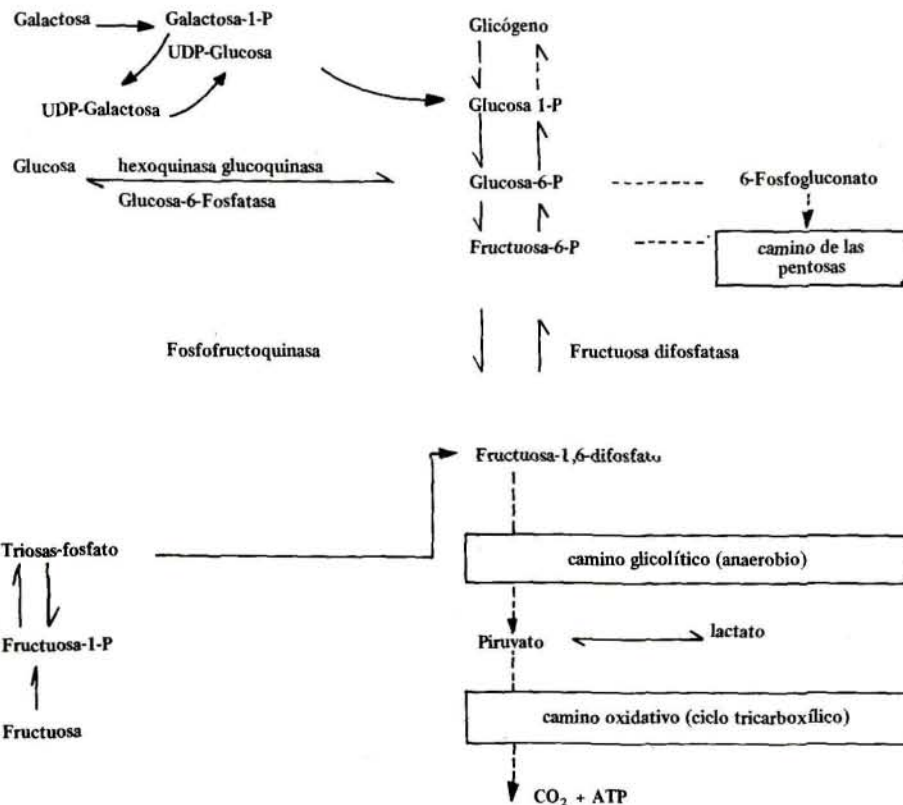 Galactosa
Galactosa-1-P
UDP-Glucosa
UDP-Galactosa
Glicógeno
Glucosa 1-P
Glucosa
hexoquinasa glucoquinasa
Glucosa-6-Fosfatasa
Glucosa-6-P
6-Fosfogluconato
Fructuosa-6-P
camino de las
pentosas
Fosfofructoquinasa
Fructuosa difosfatasa
Fructuosa-1,6-difosfato
Triosas-fosfato
camino glicolítico (anaerobio)
Fructuosa-1-P
Piruvato
lactato
Fructuosa
camino oxidativo (ciclo tricarboxílico)
CO₂ + ATP